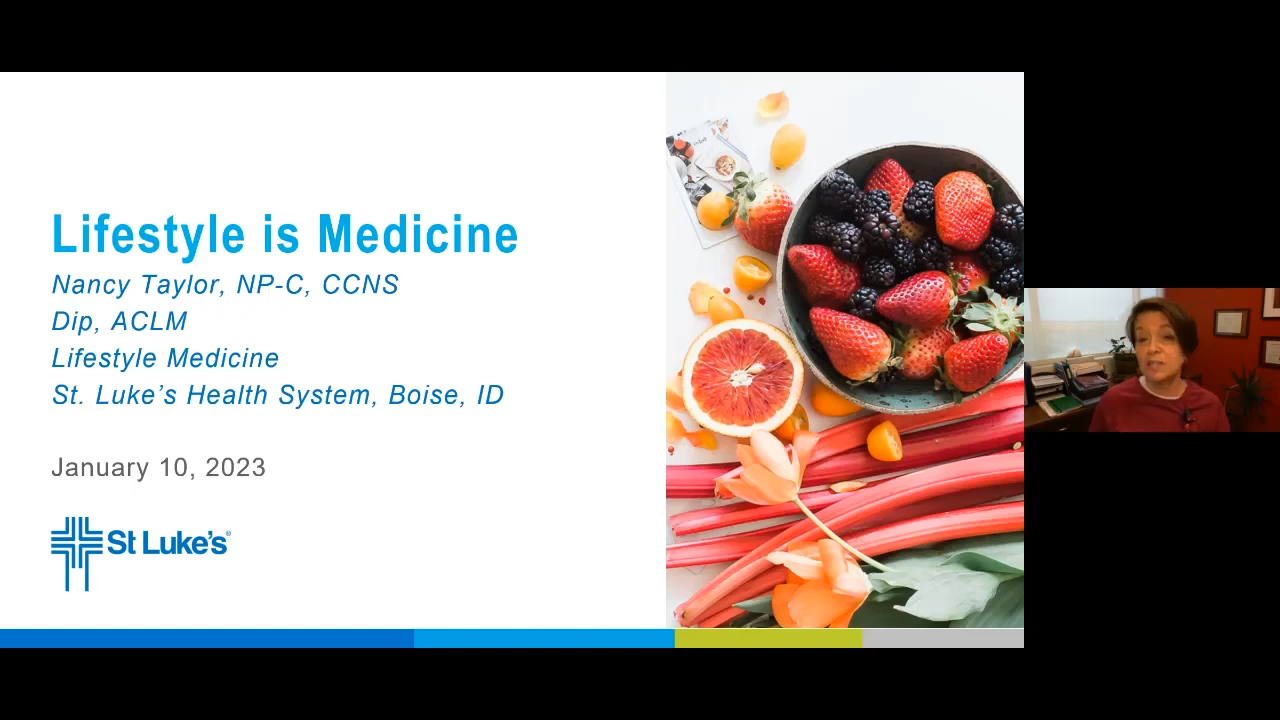 Lifestyle is Medicine
Nancy Taylor, NP-C, CCNS
Dip, ACLM
Lifestyle Medicine
St. Luke’s Health System, Boise, ID
January 10, 2023
St Luke's®